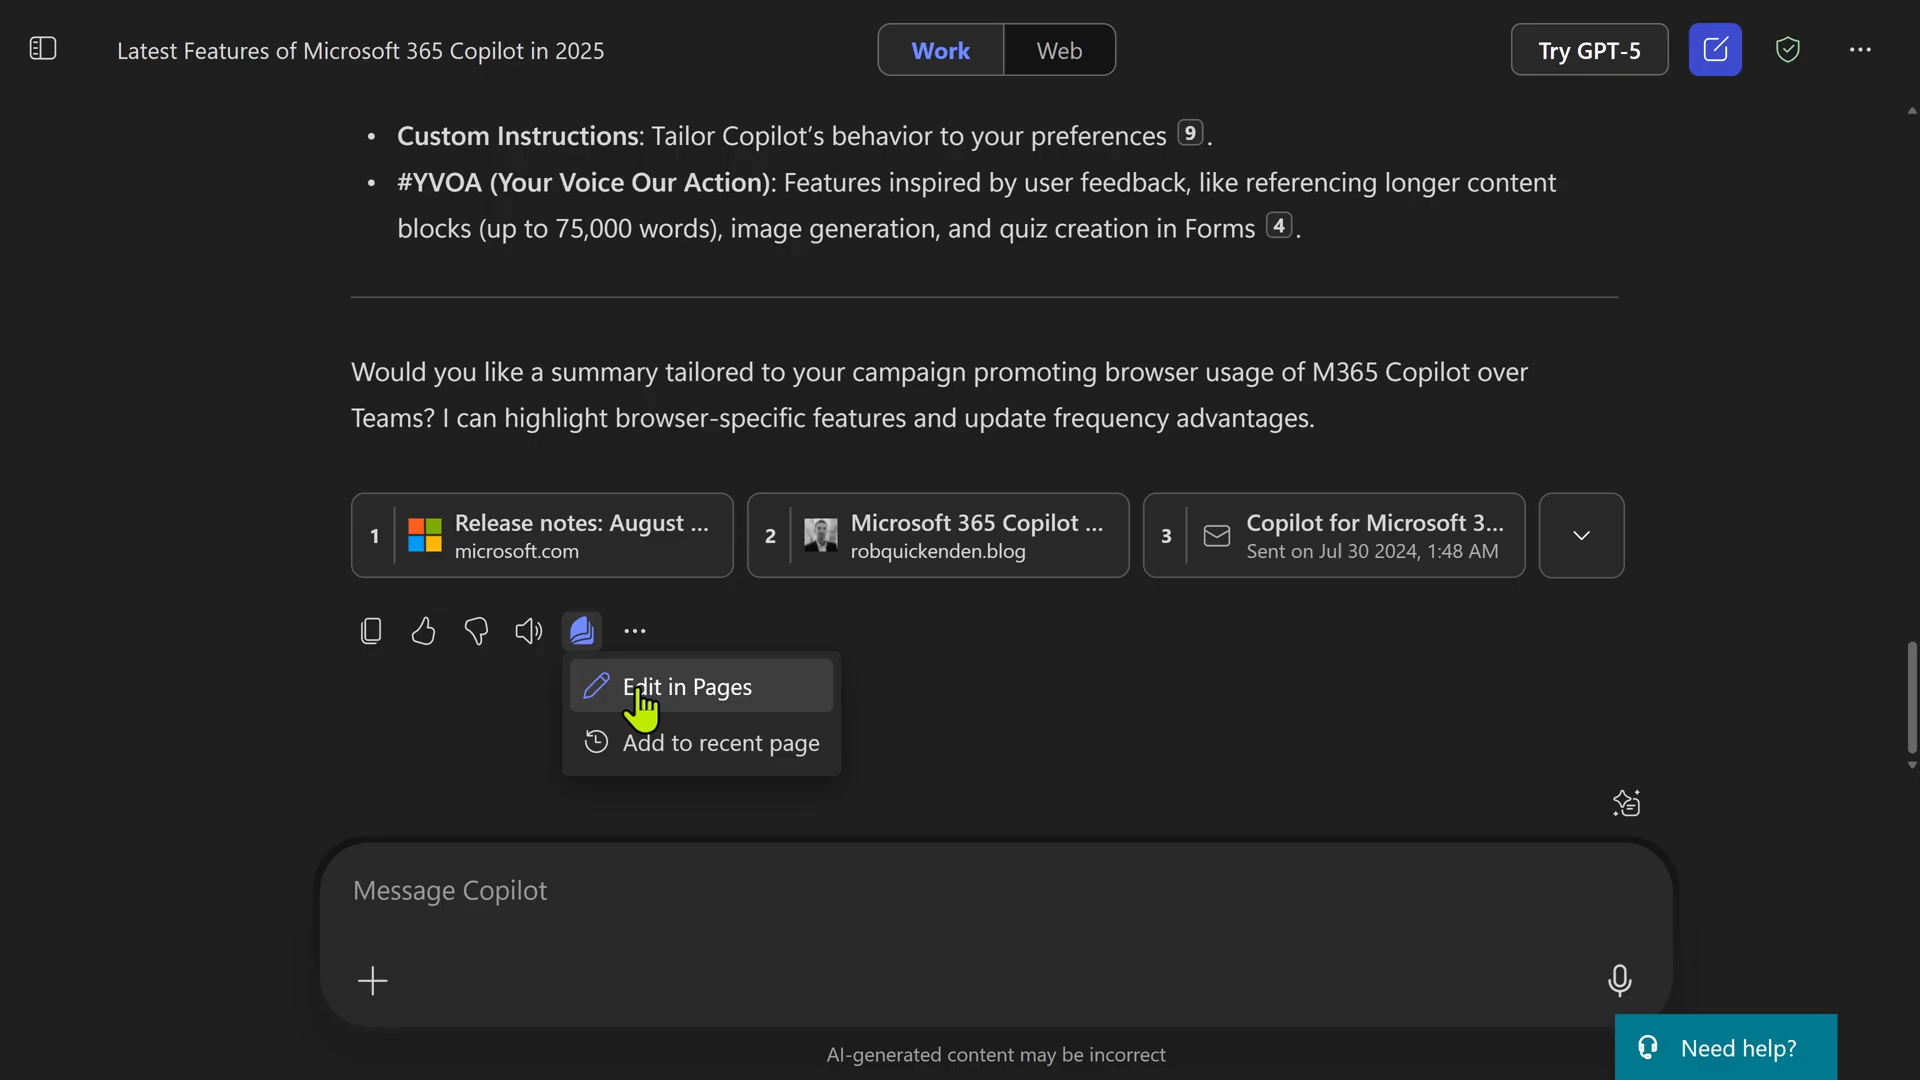 Latest Features of Microsoft 365 Copilot in 2025
Work
Web
Try GPT-5
• Custom Instructions: Tailor Copilot’s behavior to your preferences 9.
• #YVOA (Your Voice Our Action): Features inspired by user feedback, like referencing longer content
blocks (up to 75,000 words), image generation, and quiz creation in Forms 4.
Would you like a summary tailored to your campaign promoting browser usage of M365 Copilot over
Teams? I can highlight browser-specific features and update frequency advantages.
1
Release notes: August ...
microsoft.com
2
Microsoft 365 Copilot ...
robquickenden.blog
3
Copilot for Microsoft 3...
Sent on Jul 30 2024, 1:48 AM
Edit in Pages
Add to recent page
Message Copilot
AI-generated content may be incorrect
Need help?